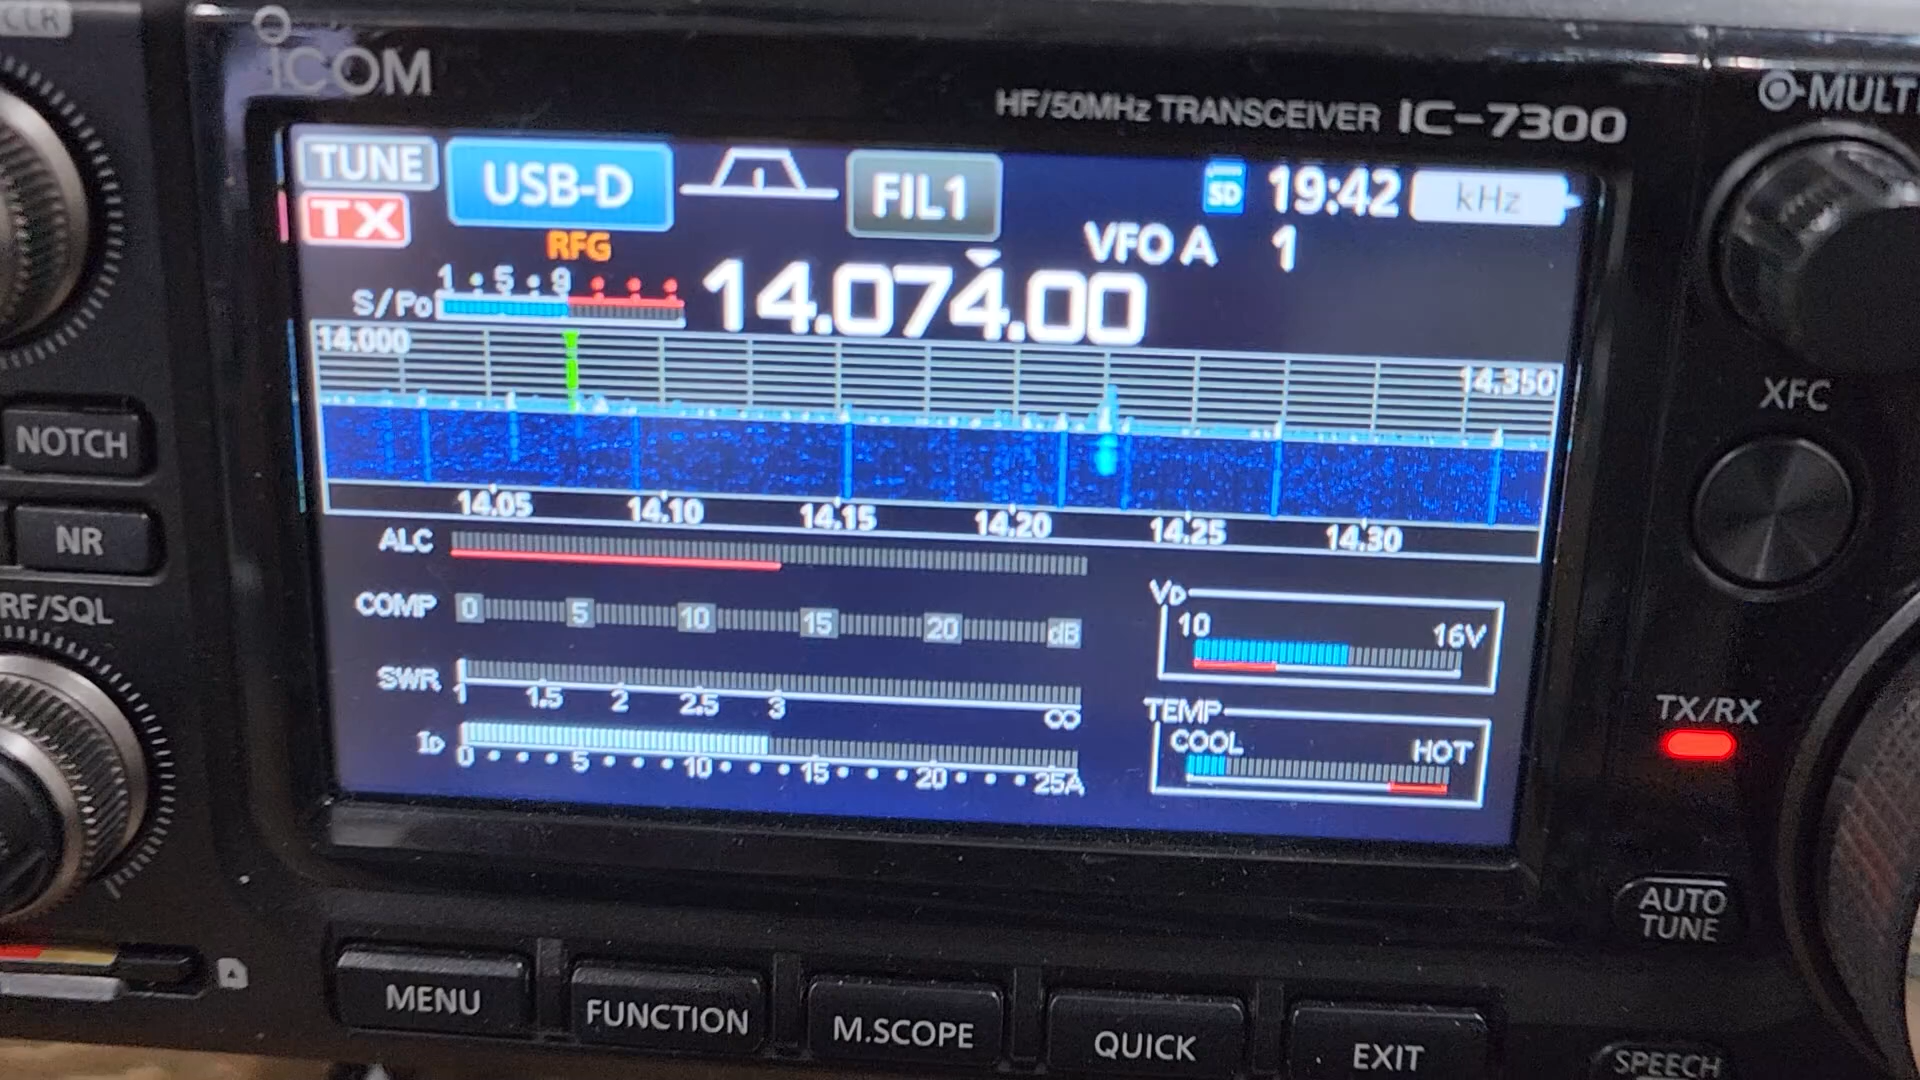 CLR
ICOM
HF/50MHz TRANSCEIVER IC-7300
MULTI
TUNE USB-D FIL1 SD 19:42 kHz
TX
RFG
VFO A 1
1 • 5 • 9
S/Po
14.074.00
14.000
14.350
14.05 14.10 14.15 14.20 14.25 14.30
ALC
COMP 0 5 10 15 20 dB
SWR
1 1.5 2 2.5 3 ∞
ID
0 5 10 15 20 25A
VD
10 16V
TEMP
COOL HOT
NOTCH
NR
RF/SQL
XFC
TX/RX
AUTO
TUNE
MENU
FUNCTION
M.SCOPE
QUICK
EXIT
SPEECH